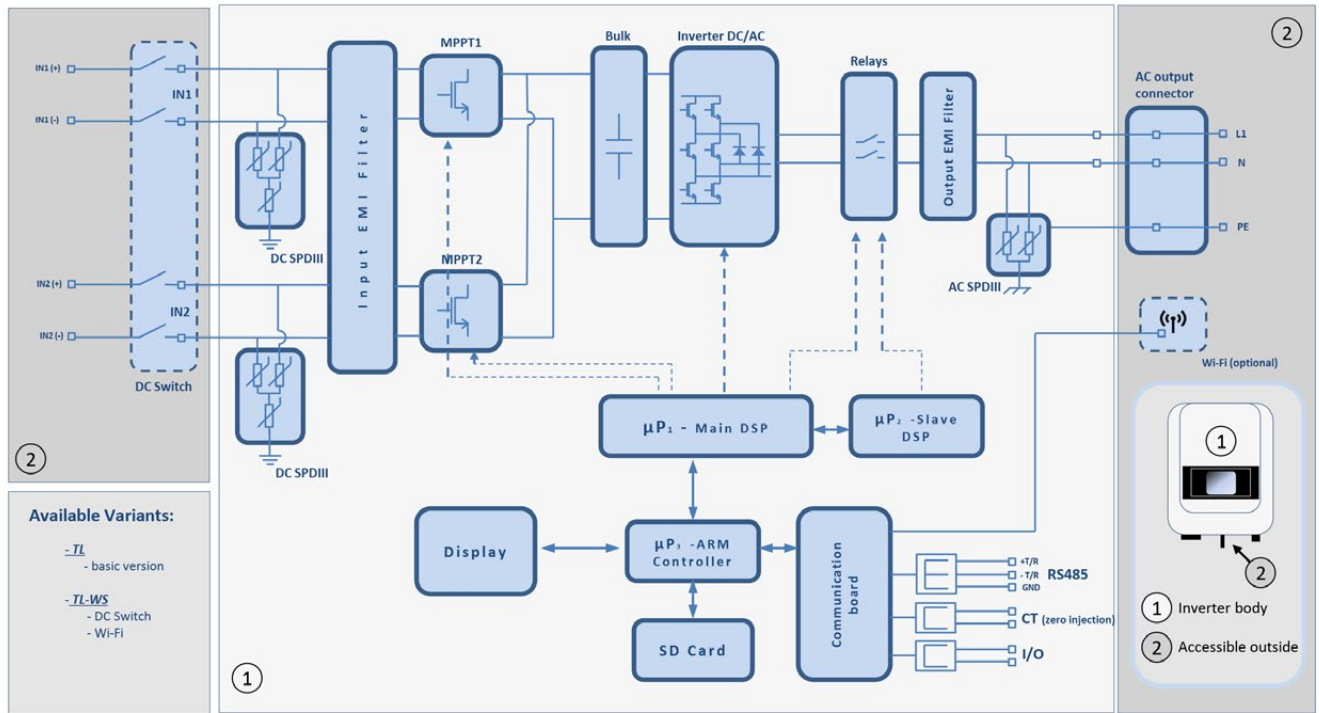 2
IN1 (+)
IN1 (-)
IN1
IN2 (+)
IN2 (-)
IN2
DC Switch
2
Available Variants:
- TL
- basic version
- TL-WS
- DC Switch
- Wi-Fi
1
DC SPDIII
DC SPDIII
Input EMI Filter
MPPT1
MPPT2
Bulk
Inverter DC/AC
Relays
Output EMI Filter
AC SPDIII
AC output
connector
L1
N
PE
Wi-Fi (optional)
µP1 - Main DSP
µP2 -Slave
DSP
Display
µP3 -ARM
Controller
SD Card
Communication
board
+T/R
- T/R
GND
RS485
CT (zero injection)
I/O
1
2
1 Inverter body
2 Accessible outside